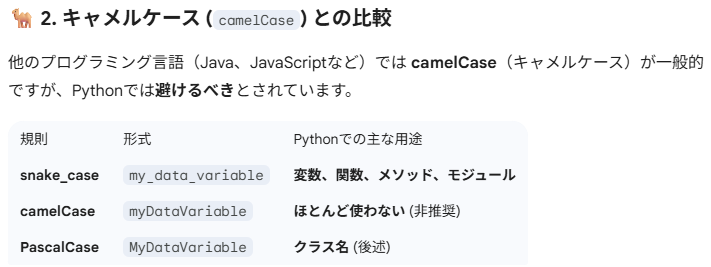 🐫 2. キャメルケース (camelCase) との比較
他のプログラミング言語（Java、JavaScriptなど）では camelCase（キャメルケース）が一般的
ですが、Pythonでは避けるべきとされています。
規則 形式 Pythonでの主な用途
snake_case my_data_variable 変数、関数、メソッド、モジュール
camelCase myDataVariable ほとんど使わない (非推奨)
PascalCase MyDataVariable クラス名 (後述)